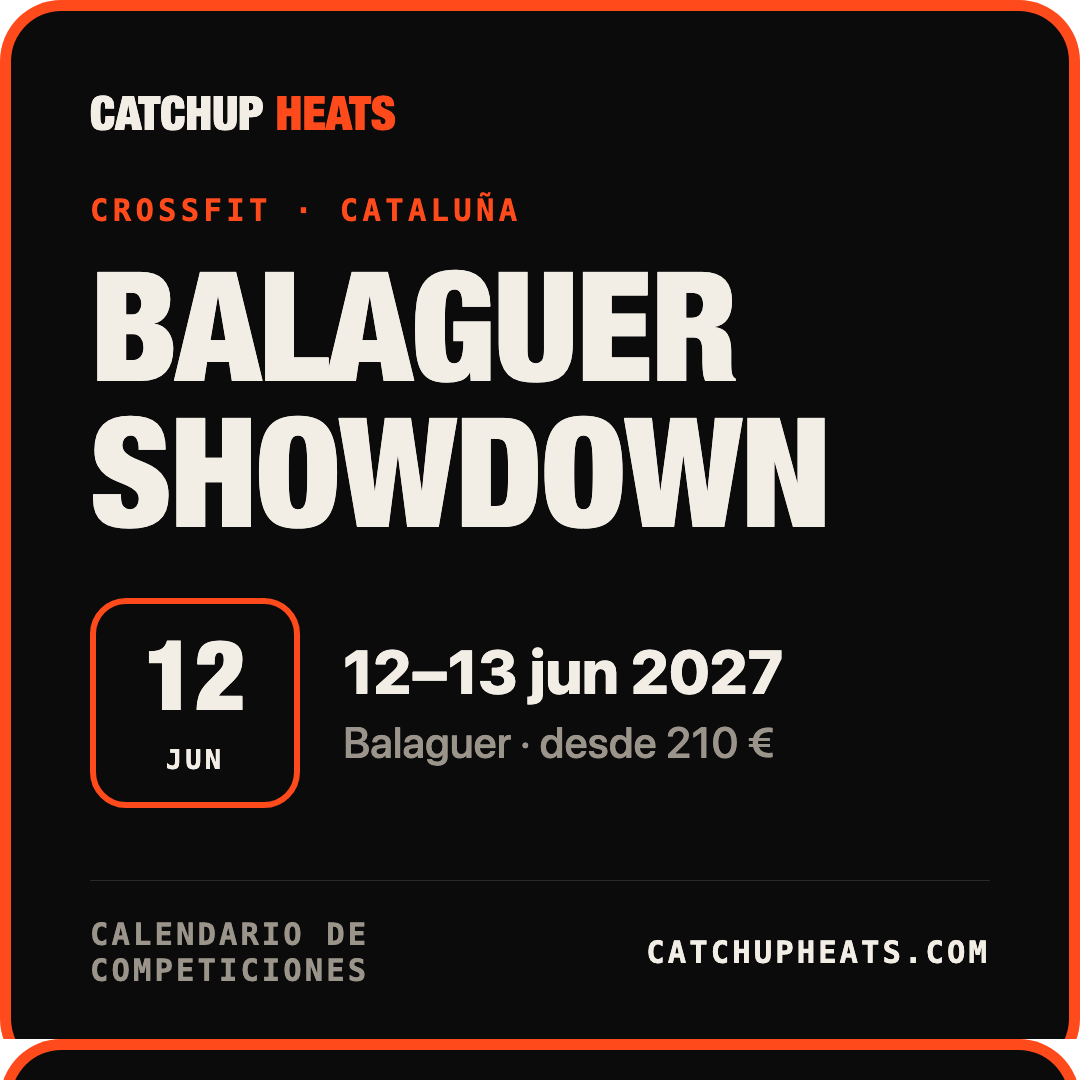 CATCHUP HEATS
CROSSFIT · CATALUÑA
BALAGUER
SHOWDOWN
12
JUN
12–13 jun 2027
Balaguer · desde 210 €
CALENDARIO DE
COMPETICIONES
CATCHUPHEATS.COM